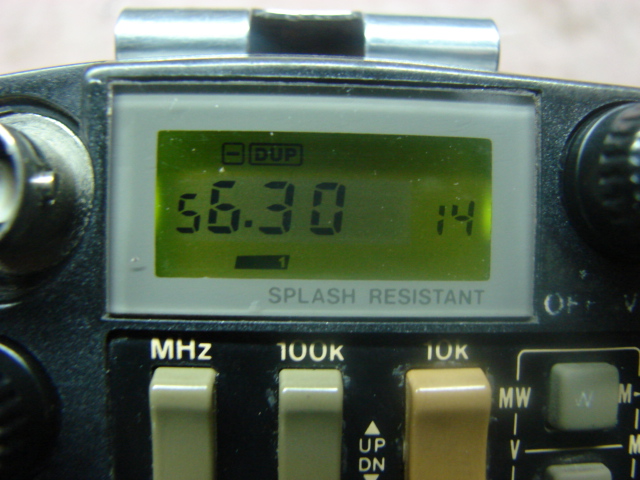 - DUP
56.30 14
1
SPLASH RESISTANT
OFF V
MHz 100K 10K
MW N M-
UP
DN
V M